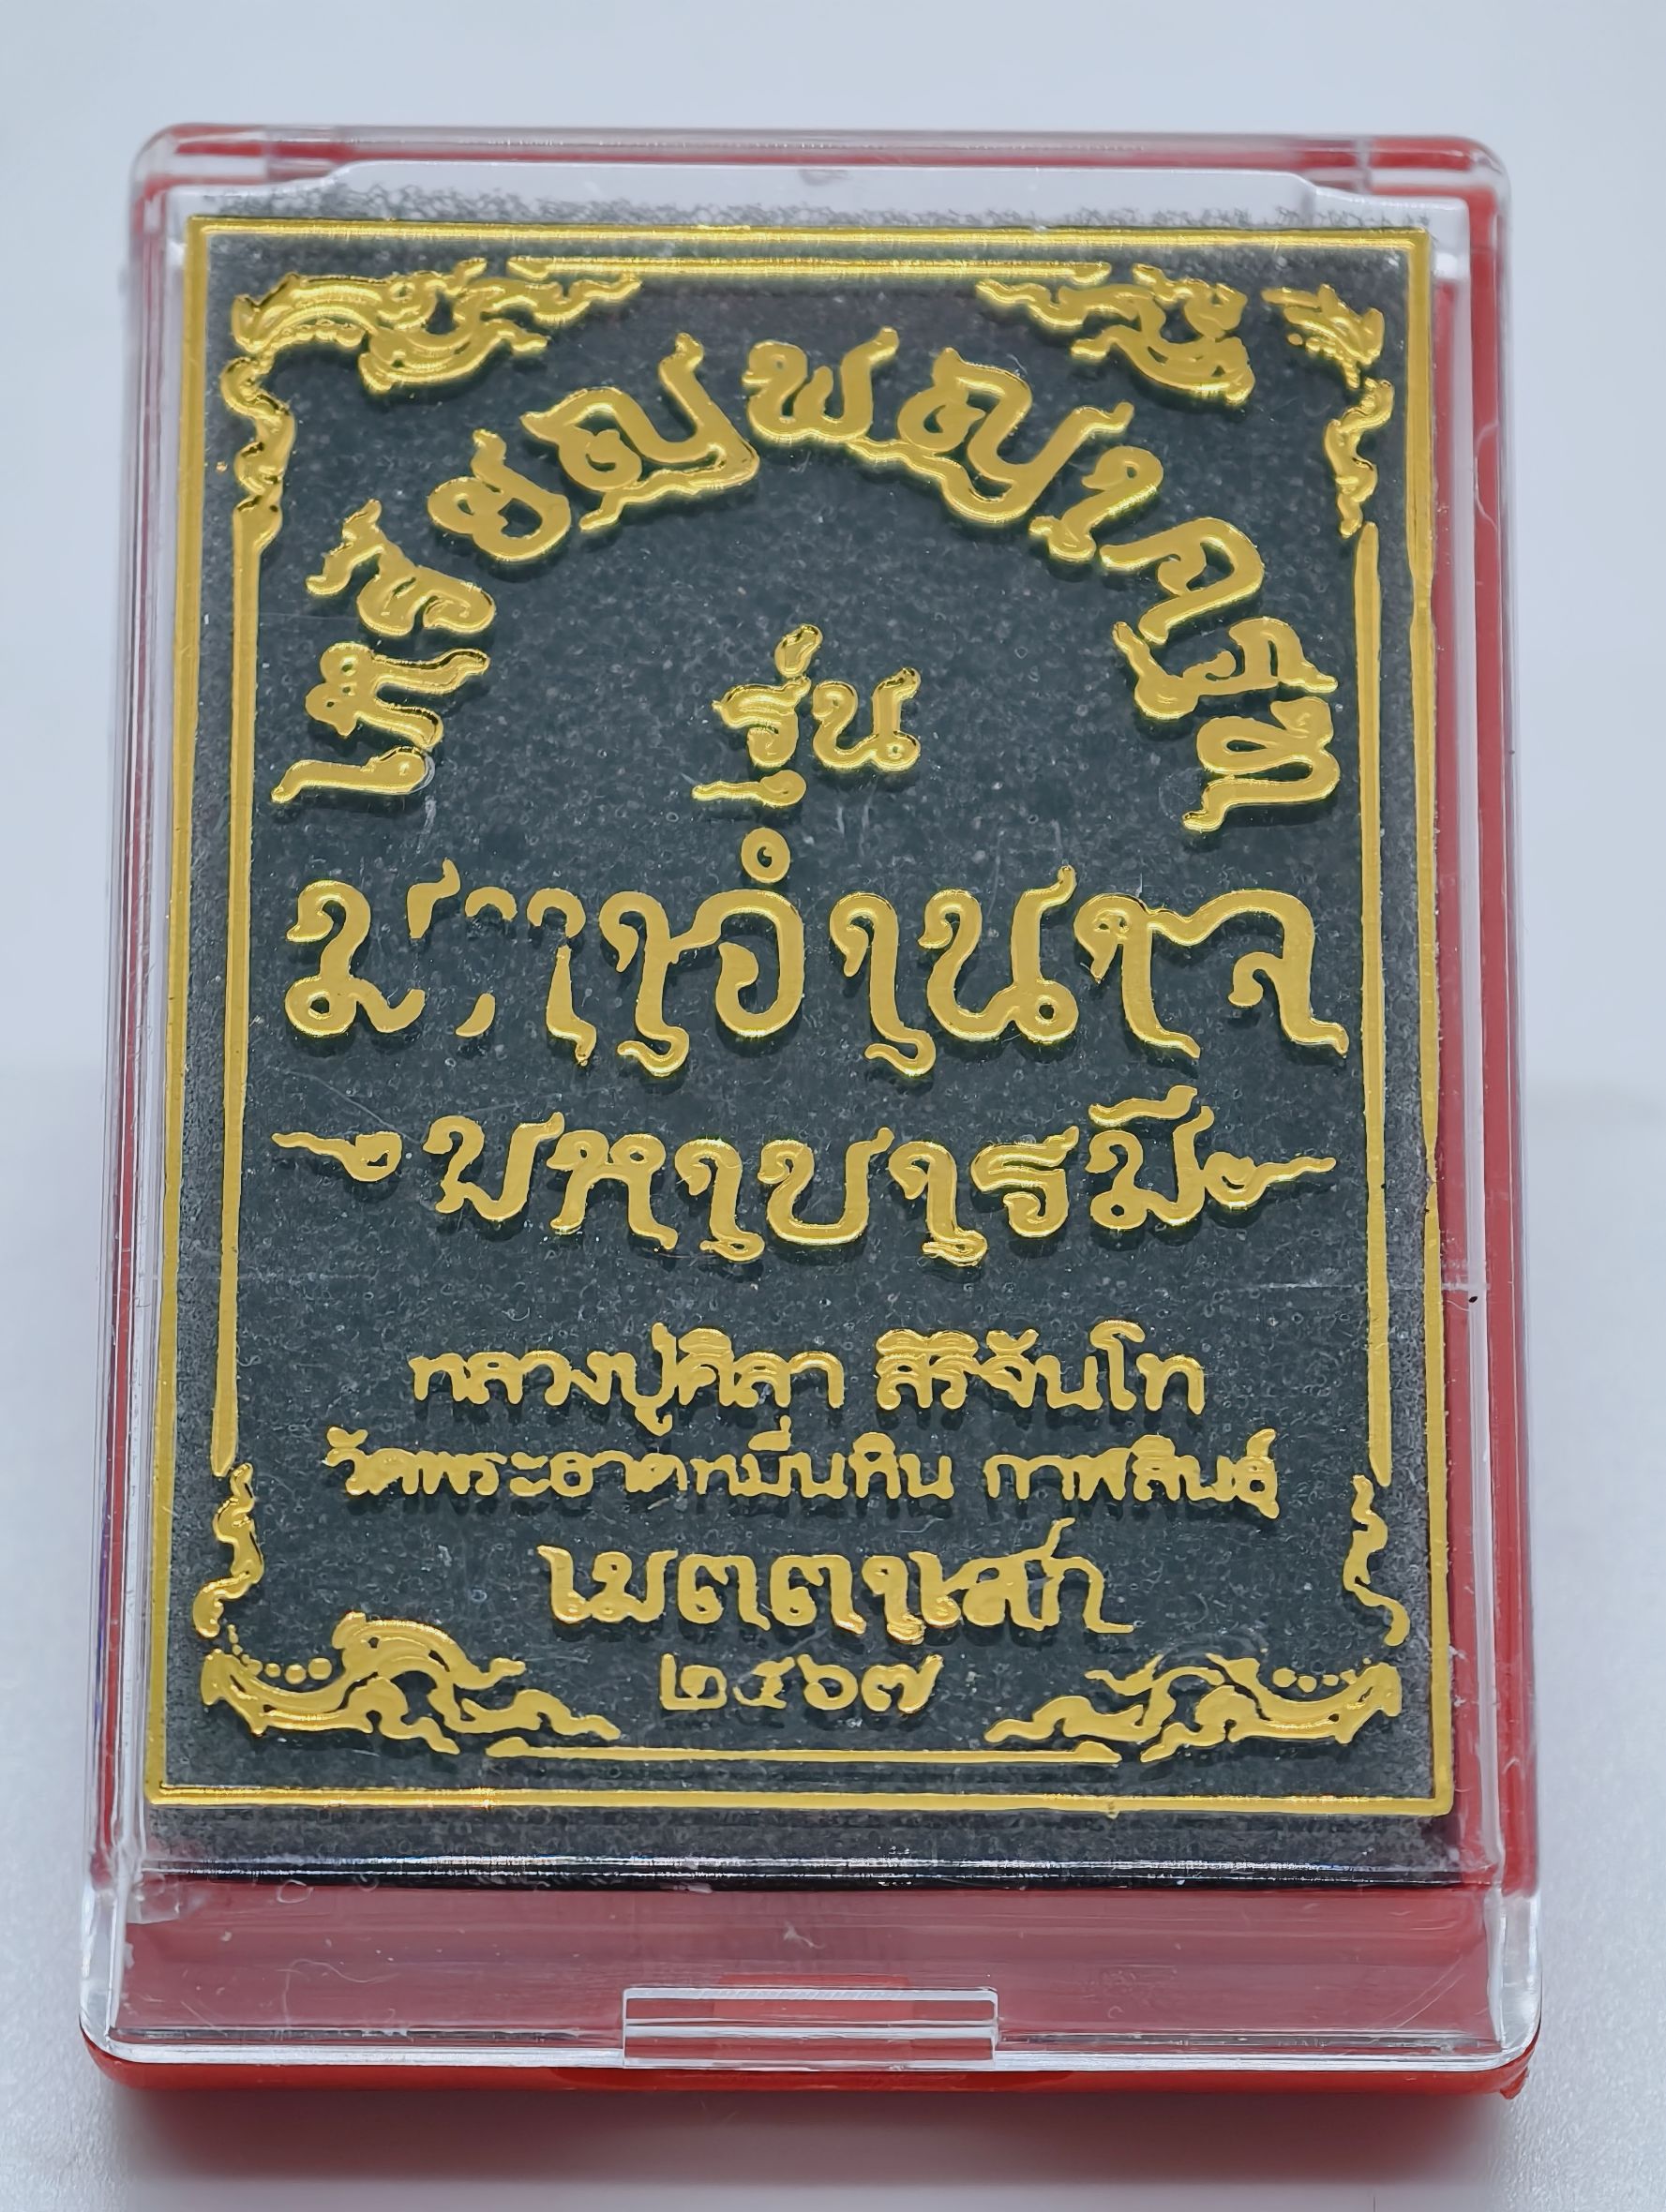 เหรียญพญาครุฑ
รุ่น
มหาอำนาจ
มหาบารมี
หลวงปู่ศิลา สิริจันโท
วัดพระธาตุหมื่นหิน กาฬสินธุ์
เมตตาเสก
๒๕๖๗